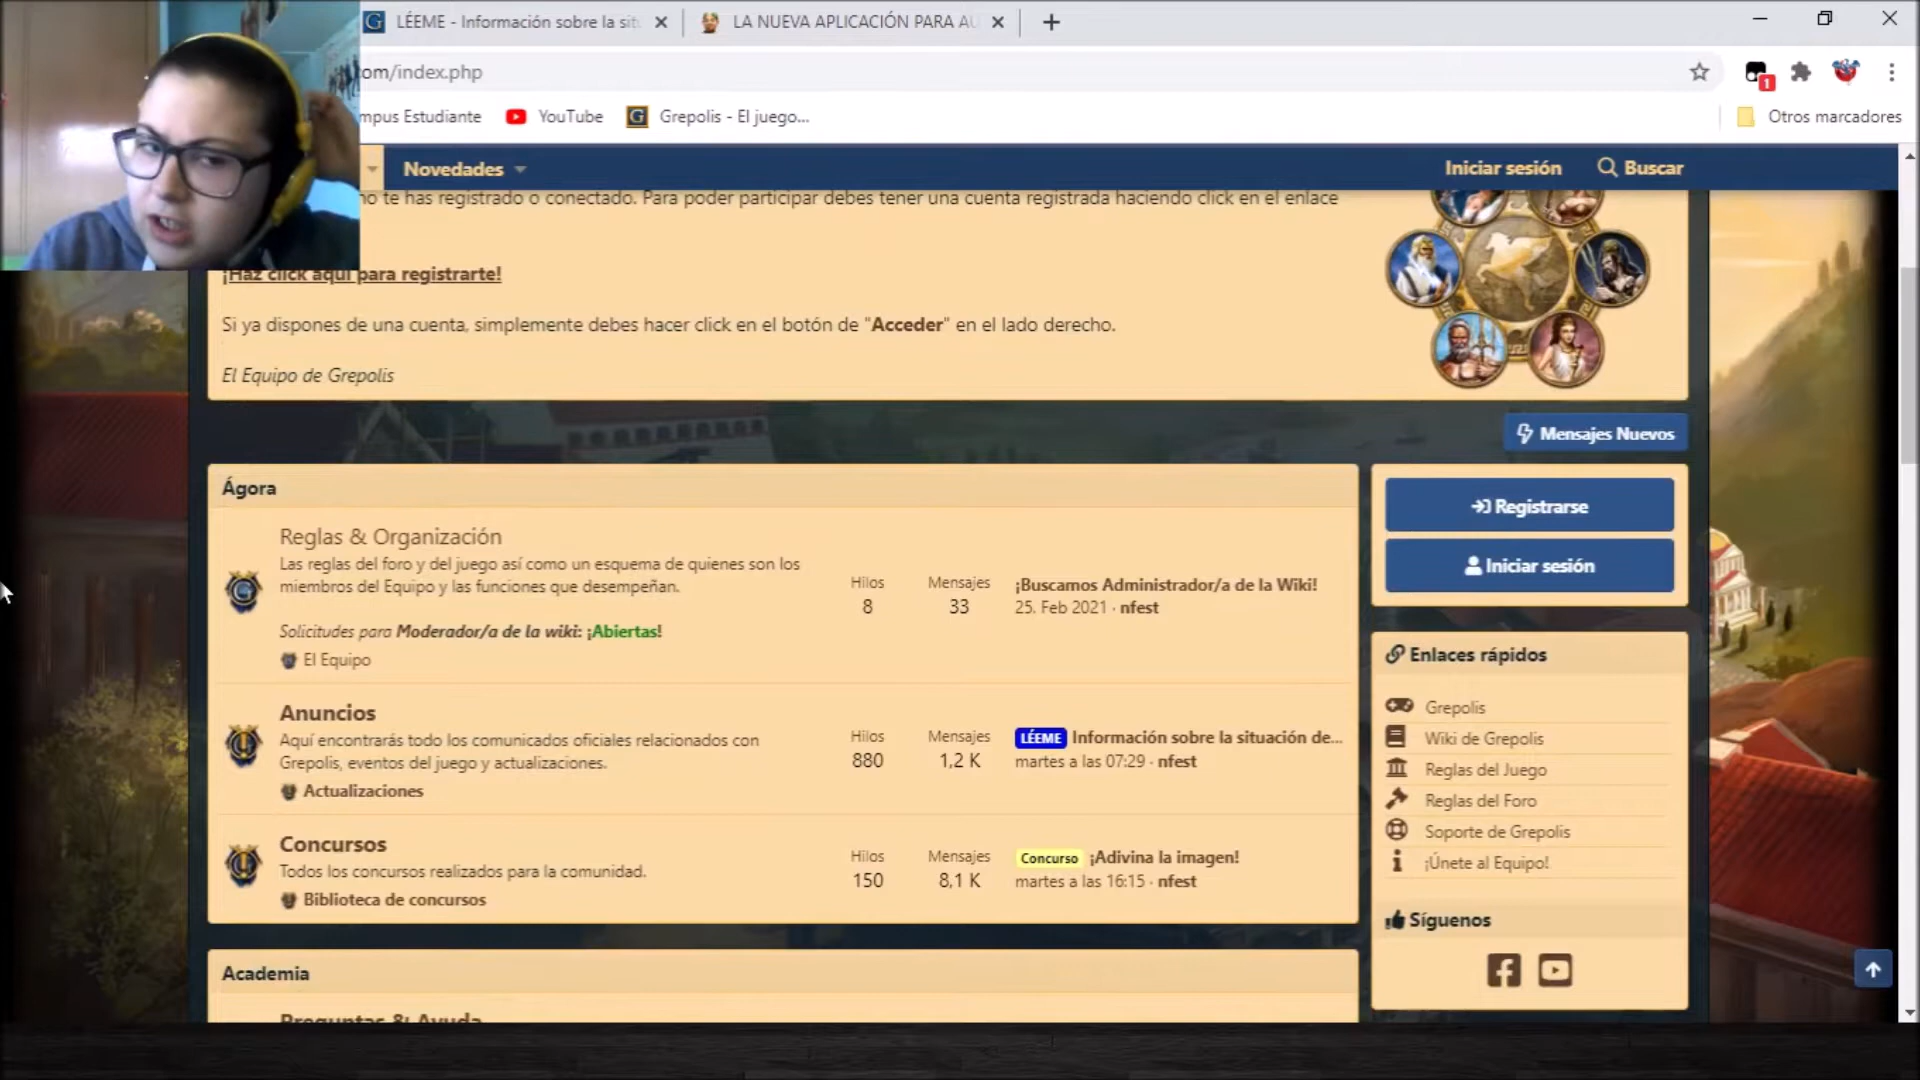 LÉEME - Información sobre la sit
LA NUEVA APLICACIÓN PARA AU
om/index.php
1
mpus Estudiante
YouTube
Grepolis - El juego...
Otros marcadores
Novedades
Iniciar sesión
Buscar
no te has registrado o conectado. Para poder participar debes tener una cuenta registrada haciendo click en el enlace
¡Haz click aquí para registrarte!
Si ya dispones de una cuenta, simplemente debes hacer click en el botón de "Acceder" en el lado derecho.
El Equipo de Grepolis
Mensajes Nuevos
Ágora
Reglas & Organización
Las reglas del foro y del juego así como un esquema de quienes son los
miembros del Equipo y las funciones que desempeñan.
Solicitudes para Moderador/a de la wiki: ¡Abiertas!
El Equipo
Hilos
8
Mensajes
33
¡Buscamos Administrador/a de la Wiki!
25. Feb 2021 · nfest
Anuncios
Aquí encontrarás todo los comunicados oficiales relacionados con
Grepolis, eventos del juego y actualizaciones.
Actualizaciones
Hilos
880
Mensajes
1,2 K
LÉEME Información sobre la situación de...
martes a las 07:29 · nfest
Concursos
Todos los concursos realizados para la comunidad.
Biblioteca de concursos
Hilos
150
Mensajes
8,1 K
Concurso ¡Adivina la imagen!
martes a las 16:15 · nfest
Academia
Preguntas & Ayuda
Registrarse
Iniciar sesión
Enlaces rápidos
Grepolis
Wiki de Grepolis
Reglas del Juego
Reglas del Foro
Soporte de Grepolis
¡Únete al Equipo!
Síguenos